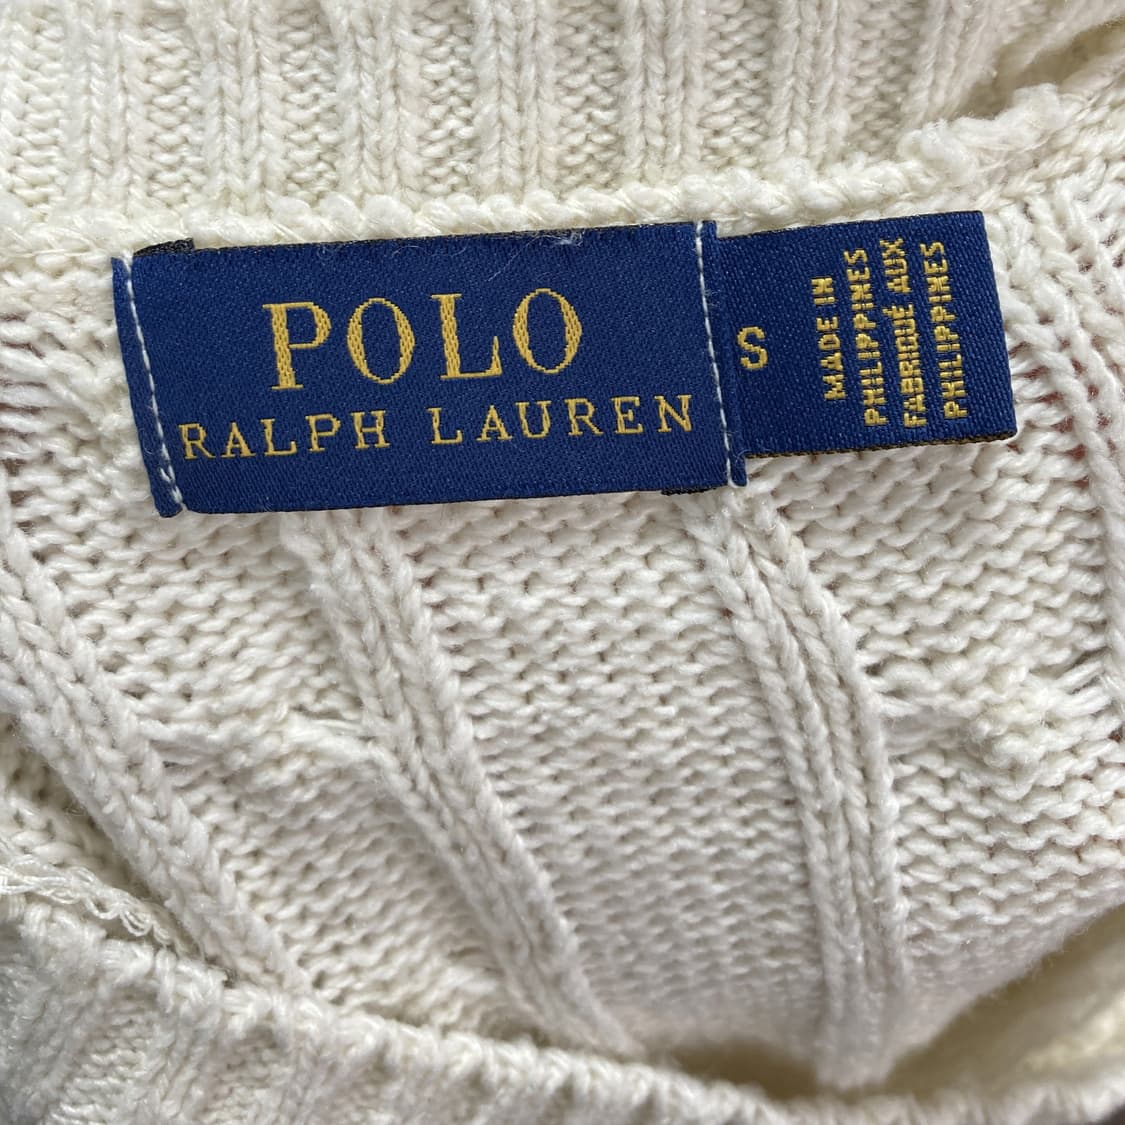 POLO
RALPH LAUREN
S
MADE IN
PHILIPPINES
FABRIQUÉ AUX
PHILIPPINES